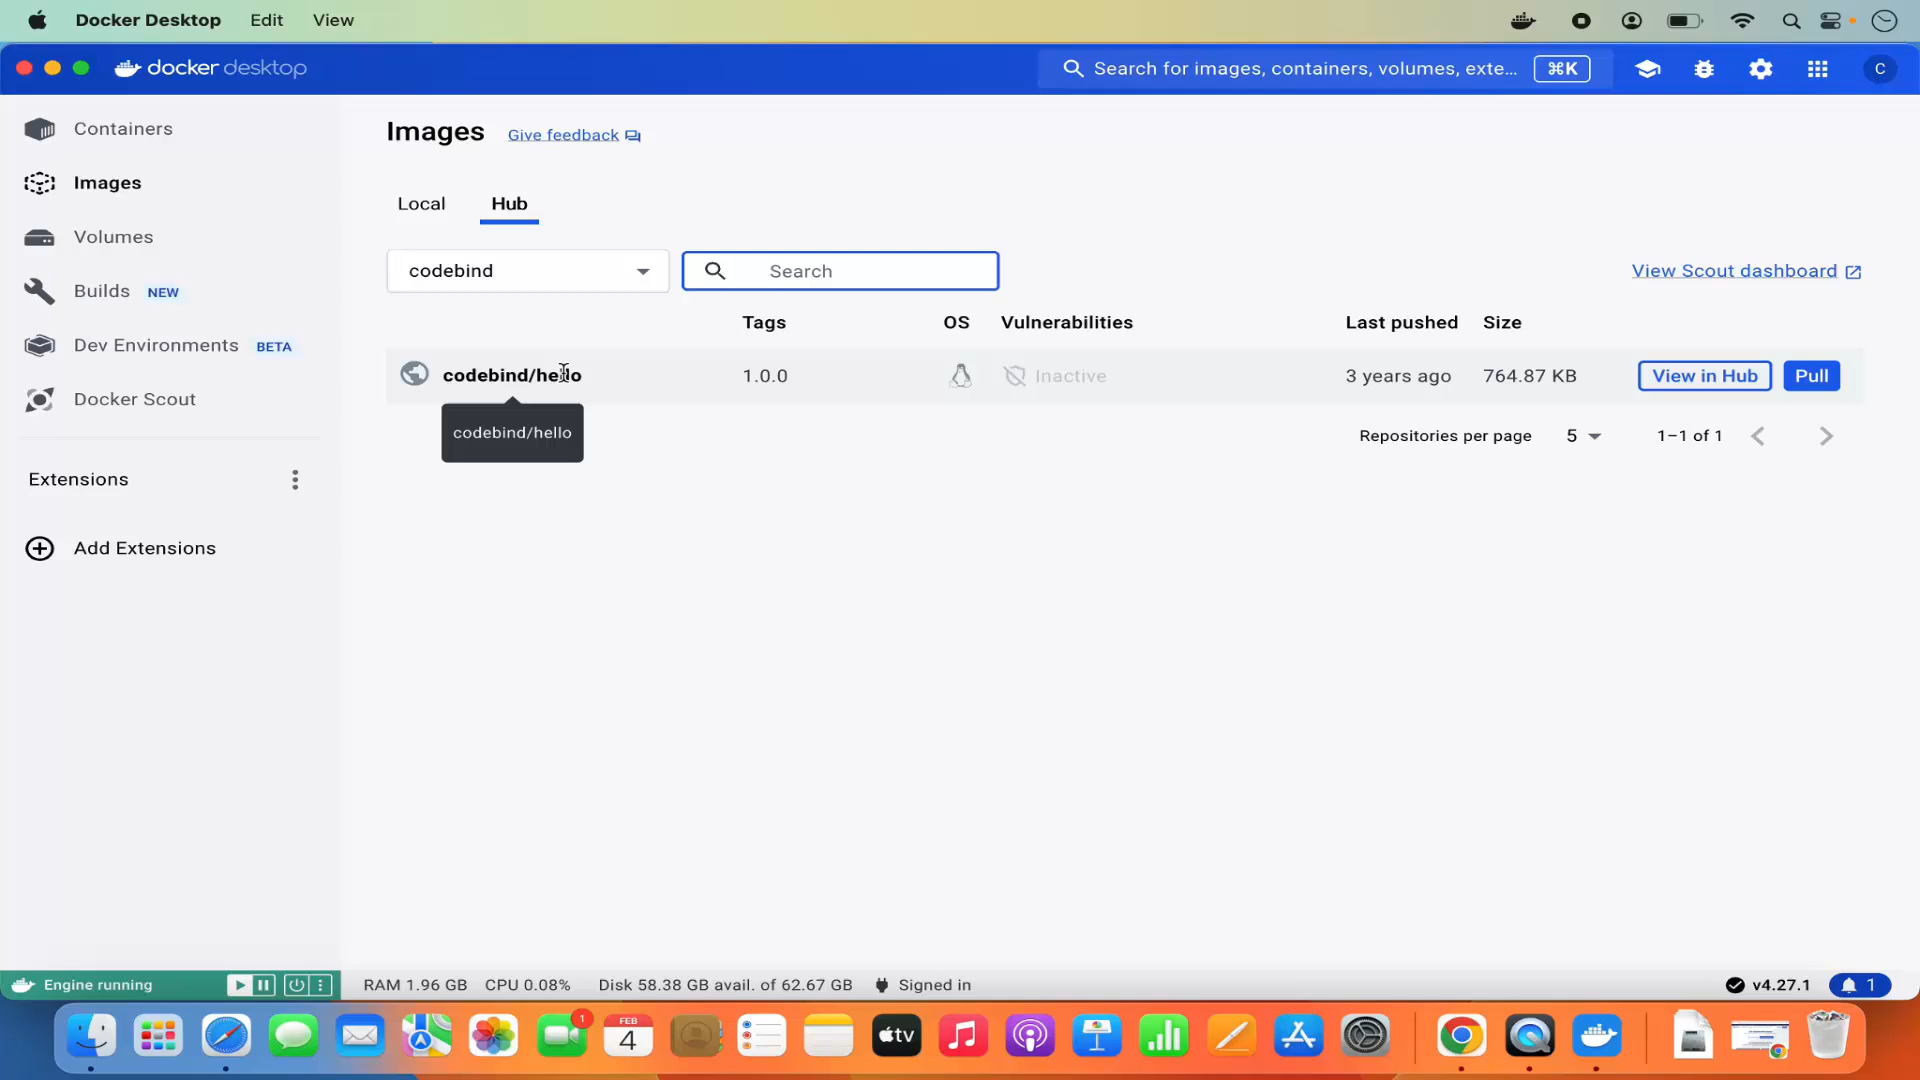 Docker Desktop Edit View
docker desktop
Search for images, containers, volumes, exte... ⌘K
C
Containers
Images
Volumes
Builds NEW
Dev Environments BETA
Docker Scout
Extensions
Add Extensions
Images Give feedback
Local Hub
codebind
Search
View Scout dashboard
Tags OS Vulnerabilities Last pushed Size
codebind/hello 1.0.0 Inactive 3 years ago 764.87 KB View in Hub Pull
codebind/hello
Repositories per page 5 1–1 of 1
Engine running RAM 1.96 GB CPU 0.08% Disk 58.38 GB avail. of 62.67 GB Signed in v4.27.1 1
1
FEB
4
tv